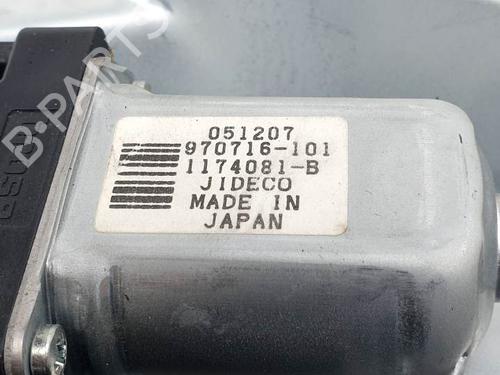 B-PARTS
051207
970716-101
1174081-B
JIDECO
MADE IN
JAPAN